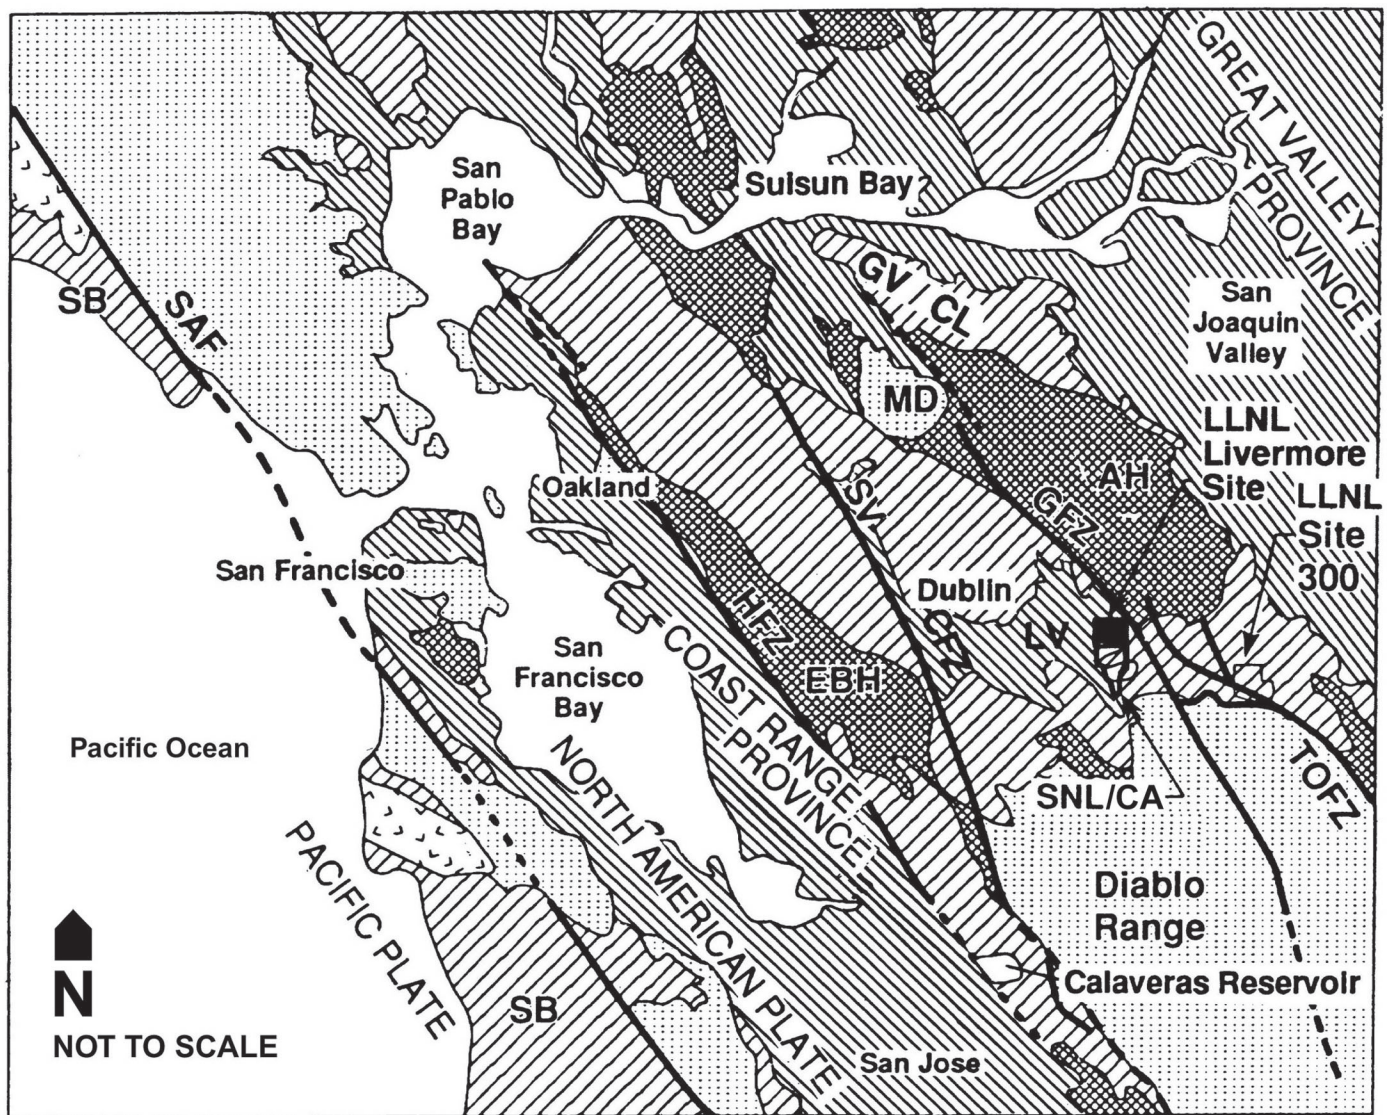 GREAT VALLEY
PROVINCE
San
Pablo
Bay
Suisun Bay
GV / CL
San
Joaquin
Valley
SB
SAF
MD
LLNL
Livermore
Site
LLNL
Site
300
AH
Oakland
SV
GFZ
San Francisco
Dublin
HFZ
CFZ
LV
San
Francisco
Bay
EBH
COAST RANGE
PROVINCE
Pacific Ocean
NORTH AMERICAN PLATE
SNL/CA
TOFZ
PACIFIC PLATE
Diablo
Range
Calaveras Reservoir
SB
San Jose
N
NOT TO SCALE